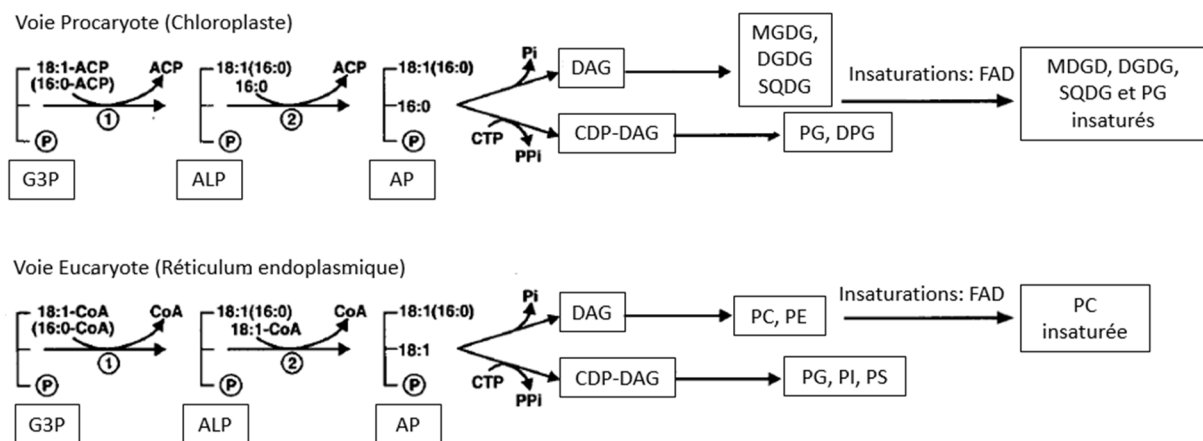 Voie Procaryote (Chloroplaste)
18:1-ACP
(16:0-ACP)
ACP
1
P
G3P
18:1(16:0)
16:0
ACP
2
P
ALP
18:1(16:0)
16:0
P
AP
Pi
CTP
PPi
DAG
CDP-DAG
MGDG,
DGDG
SQDG
PG, DPG
Insaturations: FAD
MDGD, DGDG,
SQDG et PG
insaturés
Voie Eucaryote (Réticulum endoplasmique)
18:1-CoA
(16:0-CoA)
CoA
1
P
G3P
18:1(16:0)
18:1-CoA
CoA
2
P
ALP
18:1(16:0)
18:1
P
AP
Pi
CTP
PPi
DAG
CDP-DAG
PC, PE
PG, PI, PS
Insaturations: FAD
PC
insaturée